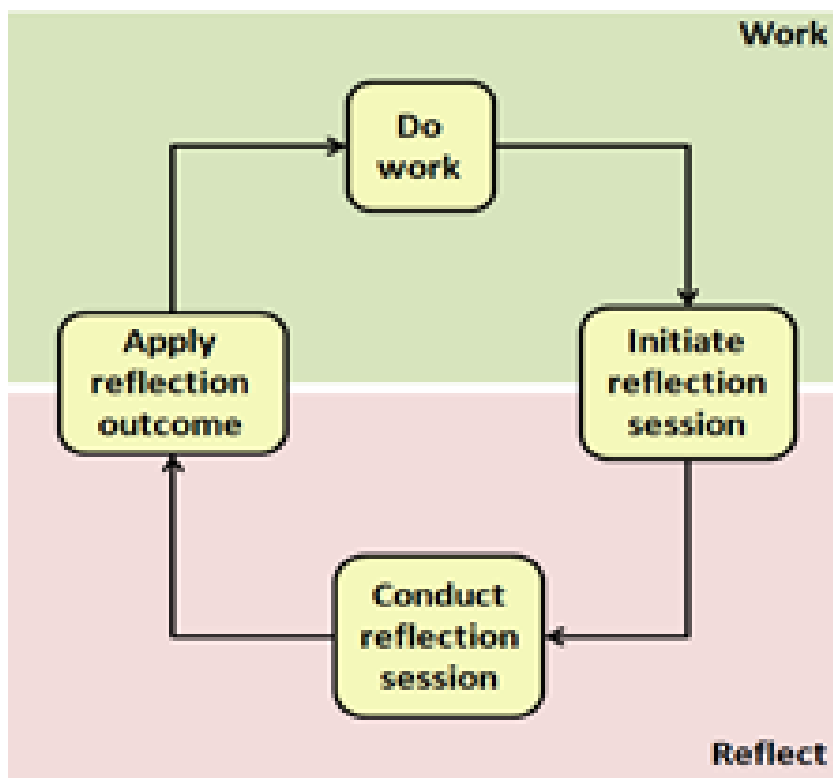 Work
Do
work
Apply
reflection
outcome
Initiate
reflection
session
Conduct
reflection
session
Reflect